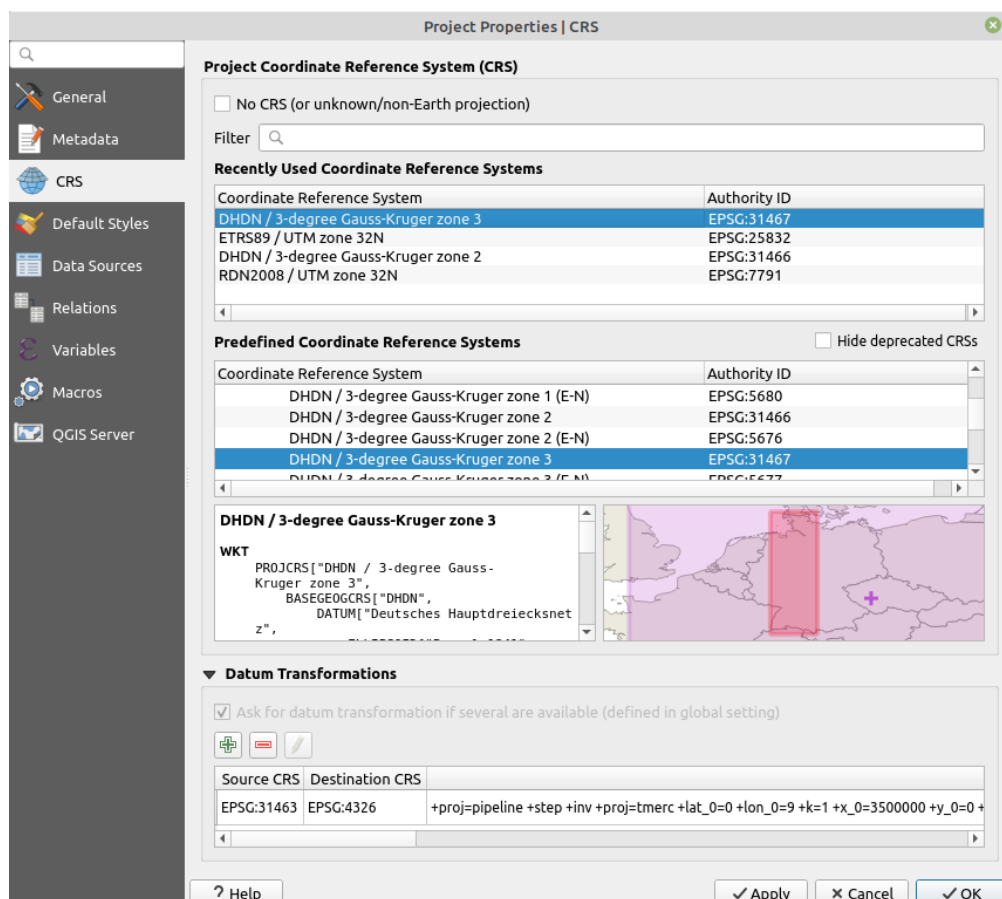 Project Properties | CRS
General
Metadata
CRS
Default Styles
Data Sources
Relations
Variables
Macros
QGIS Server
Project Coordinate Reference System (CRS)
No CRS (or unknown/non-Earth projection)
Filter
Recently Used Coordinate Reference Systems
Coordinate Reference System Authority ID
DHDN / 3-degree Gauss-Kruger zone 3 EPSG:31467
ETRS89 / UTM zone 32N EPSG:25832
DHDN / 3-degree Gauss-Kruger zone 2 EPSG:31466
RDN2008 / UTM zone 32N EPSG:7791
Predefined Coordinate Reference Systems Hide deprecated CRSs
Coordinate Reference System Authority ID
DHDN / 3-degree Gauss-Kruger zone 1 (E-N) EPSG:5680
DHDN / 3-degree Gauss-Kruger zone 2 EPSG:31466
DHDN / 3-degree Gauss-Kruger zone 2 (E-N) EPSG:5676
DHDN / 3-degree Gauss-Kruger zone 3 EPSG:31467
DHDN / 3-degree Gauss-Kruger zone 3 (E-N) EPSG:5677
DHDN / 3-degree Gauss-Kruger zone 3
WKT
PROJCRS["DHDN / 3-degree Gauss-
Kruger zone 3",
BASEGEOGCRS["DHDN",
DATUM["Deutsches Hauptdreiecksnet
z",
Datum Transformations
Ask for datum transformation if several are available (defined in global setting)
Source CRS Destination CRS
EPSG:31463 EPSG:4326 +proj=pipeline +step +inv +proj=tmerc +lat_0=0 +lon_0=9 +k=1 +x_0=3500000 +y_0=0 +
? Help Apply Cancel OK